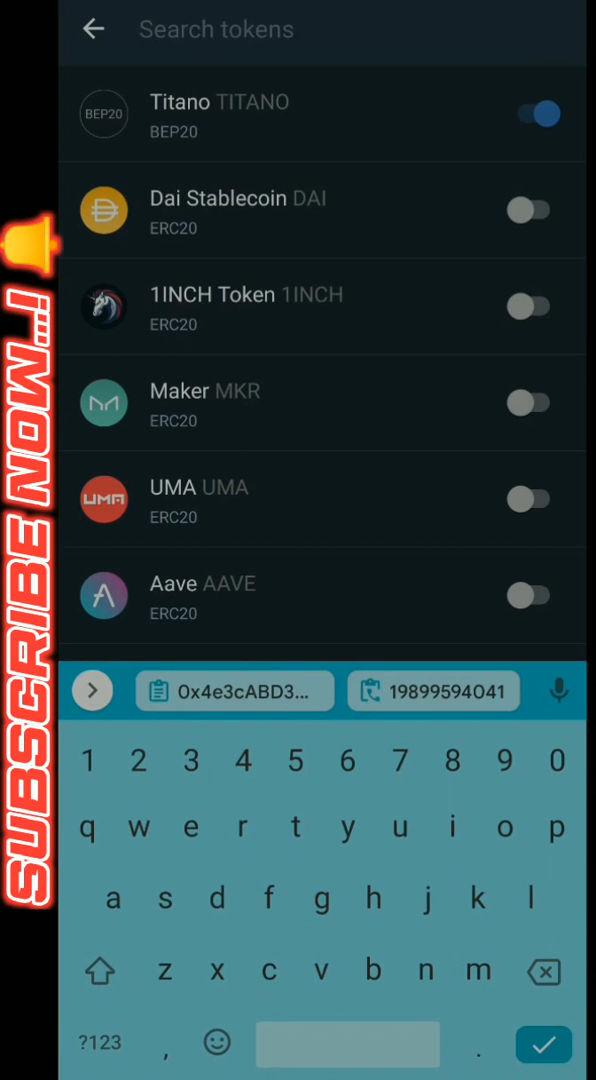 Search tokens
BEP20
Titano TITANO
BEP20
Dai Stablecoin DAI
ERC20
1INCH Token 1INCH
ERC20
Maker MKR
ERC20
UMA
UMA UMA
ERC20
Aave AAVE
ERC20
SUBSCRIBE NOW...!
0x4e3cABD3... 19899594041
1 2 3 4 5 6 7 8 9 0
q w e r t y u i o p
a s d f g h j k l
z x c v b n m
?123 , .